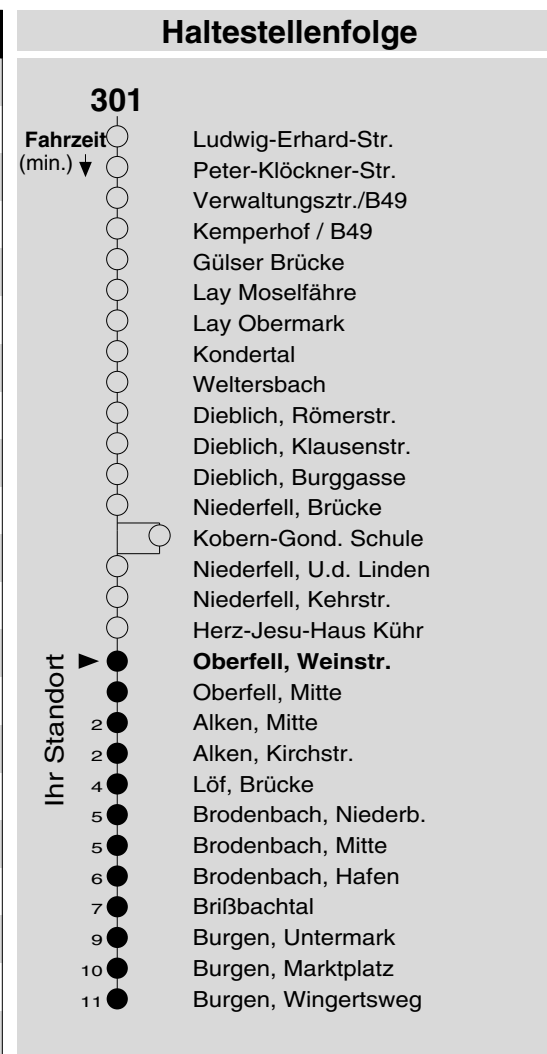 Haltestellenfolge
301
Fahrzeit
(min.)
Ludwig-Erhard-Str.
Peter-Klöckner-Str.
Verwaltungsztr./B49
Kemperhof / B49
Gülser Brücke
Lay Moselfähre
Lay Obermark
Kondertal
Weltersbach
Dieblich, Römerstr.
Dieblich, Klausenstr.
Dieblich, Burggasse
Niederfell, Brücke
Kobern-Gond. Schule
Niederfell, U.d. Linden
Niederfell, Kehrstr.
Herz-Jesu-Haus Kühr
Ihr Standort
Oberfell, Weinstr.
Oberfell, Mitte
2 Alken, Mitte
2 Alken, Kirchstr.
4 Löf, Brücke
5 Brodenbach, Niederb.
5 Brodenbach, Mitte
6 Brodenbach, Hafen
7 Brißbachtal
9 Burgen, Untermark
10 Burgen, Marktplatz
11 Burgen, Wingertsweg